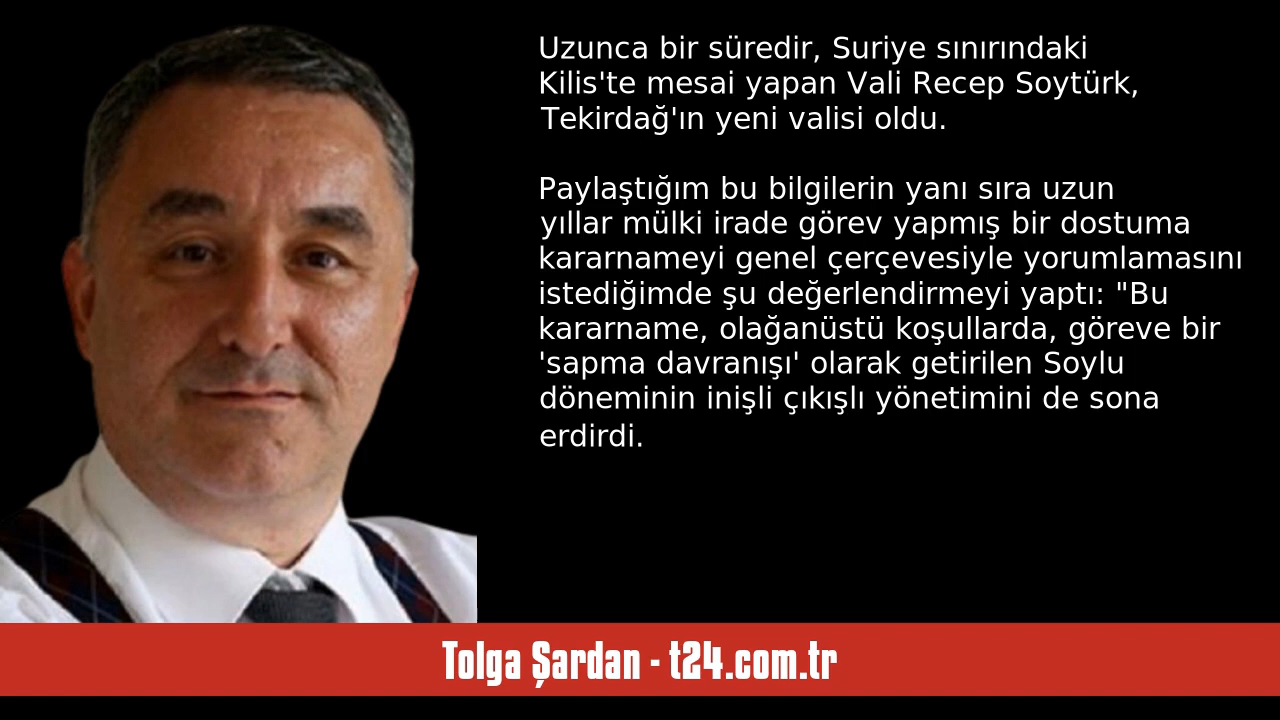 Uzunca bir süredir, Suriye sınırındaki
Kilis'te mesai yapan Vali Recep Soytürk,
Tekirdağ'ın yeni valisi oldu.
Paylaştığım bu bilgilerin yanı sıra uzun
yıllar mülki irade görev yapmış bir dostuma
kararnameyi genel çerçevesiyle yorumlamasını
istediğimde şu değerlendirmeyi yaptı: "Bu
kararname, olağanüstü koşullarda, göreve bir
'sapma davranışı' olarak getirilen Soylu
döneminin inişli çıkışlı yönetimini de sona
erdirdi.
Tolga Şardan - t24.com.tr